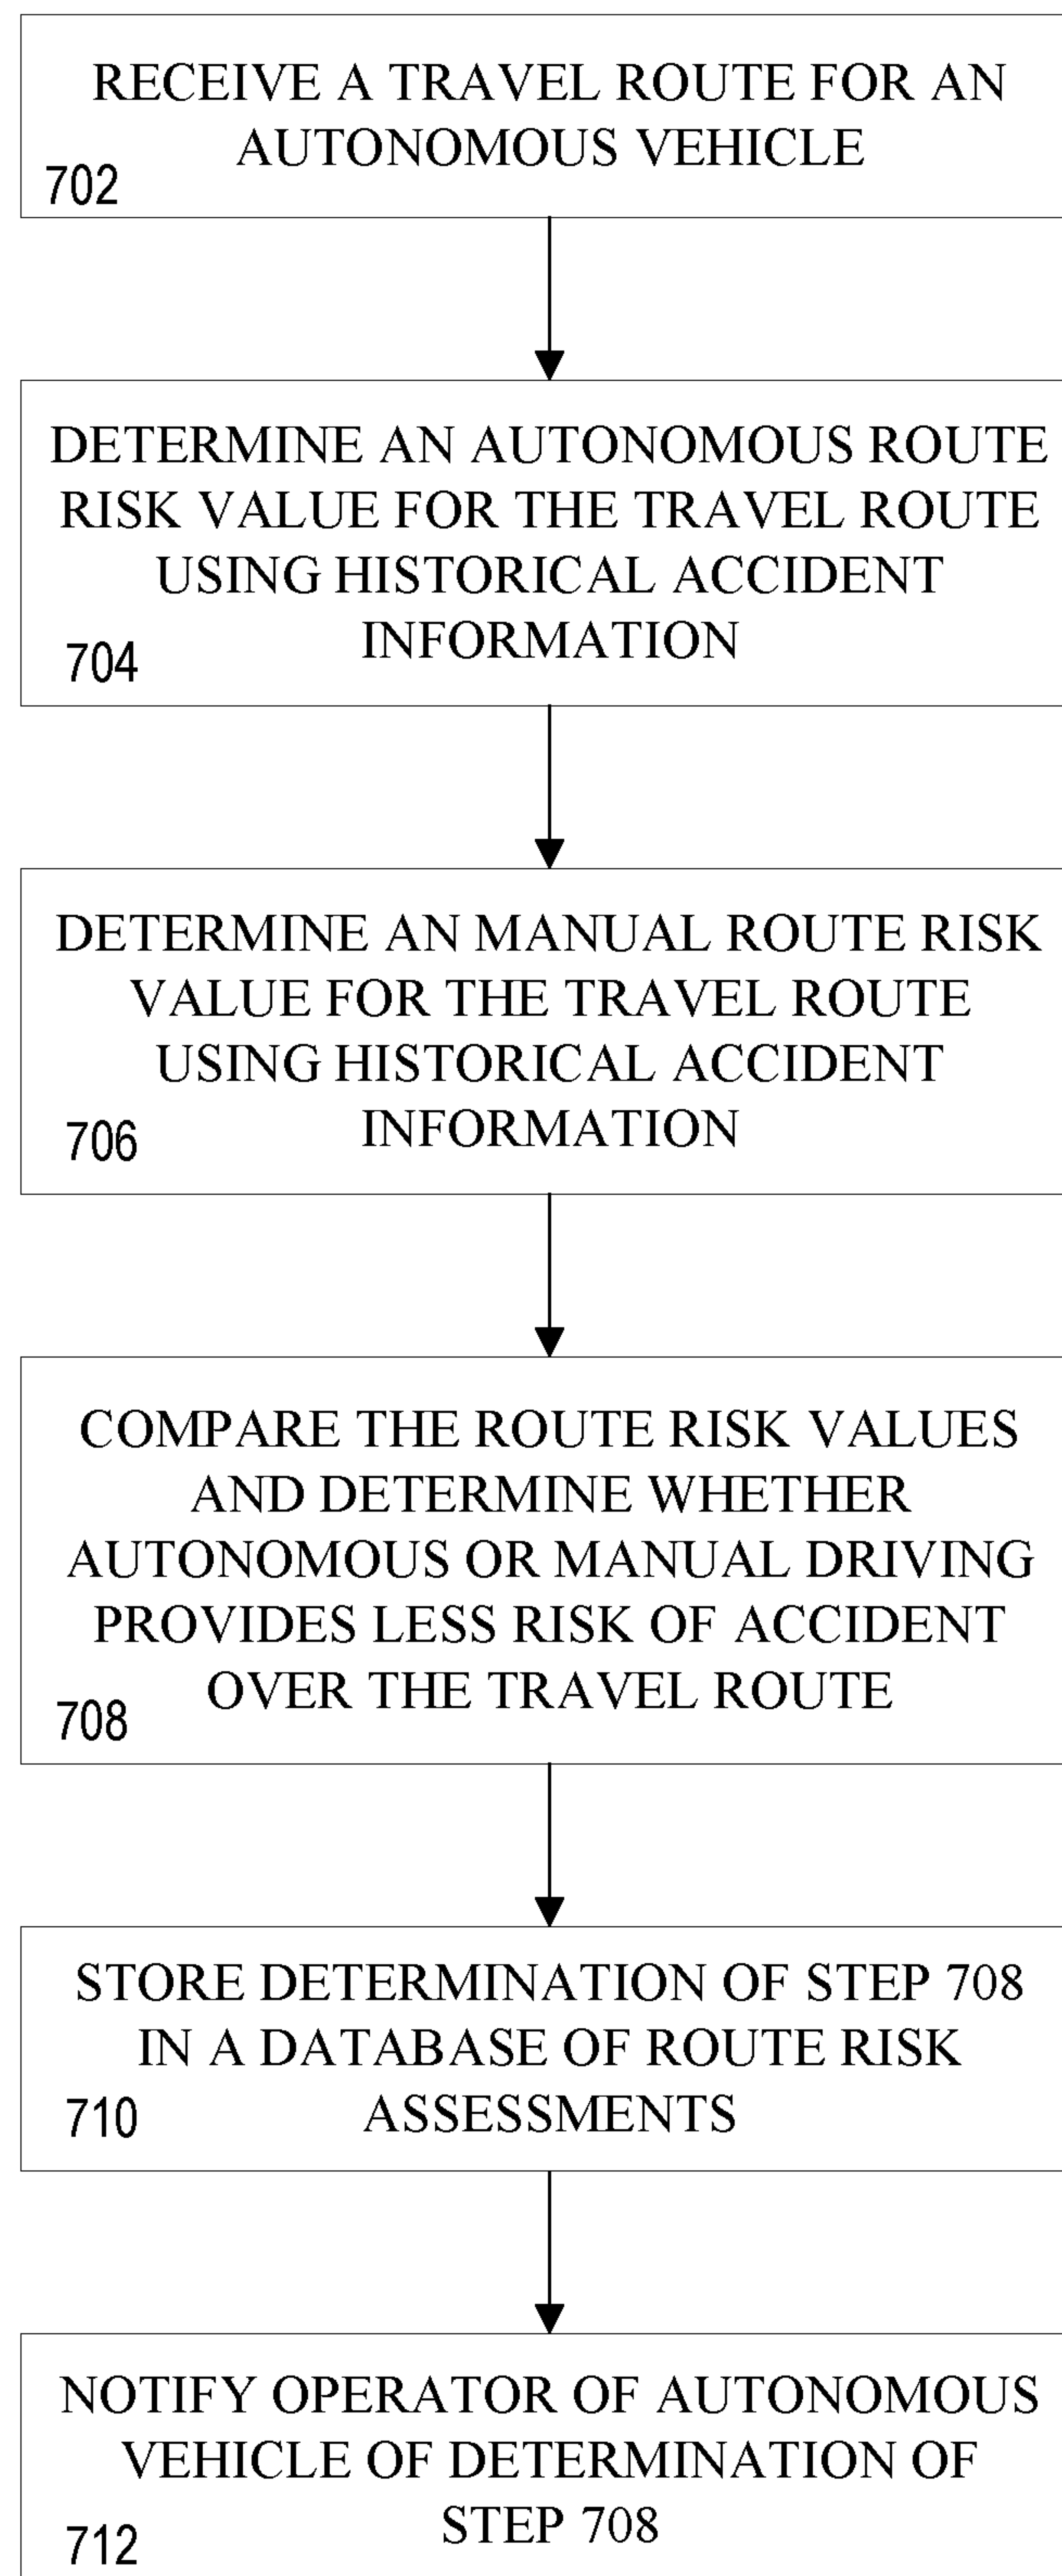 RECEIVE A TRAVEL ROUTE FOR AN
AUTONOMOUS VEHICLE
702
DETERMINE AN AUTONOMOUS ROUTE
RISK VALUE FOR THE TRAVEL ROUTE
USING HISTORICAL ACCIDENT
INFORMATION
704
DETERMINE AN MANUAL ROUTE RISK
VALUE FOR THE TRAVEL ROUTE
USING HISTORICAL ACCIDENT
INFORMATION
706
COMPARE THE ROUTE RISK VALUES
AND DETERMINE WHETHER
AUTONOMOUS OR MANUAL DRIVING
PROVIDES LESS RISK OF ACCIDENT
OVER THE TRAVEL ROUTE
708
STORE DETERMINATION OF STEP 708
IN A DATABASE OF ROUTE RISK
ASSESSMENTS
710
NOTIFY OPERATOR OF AUTONOMOUS
VEHICLE OF DETERMINATION OF
STEP 708
712